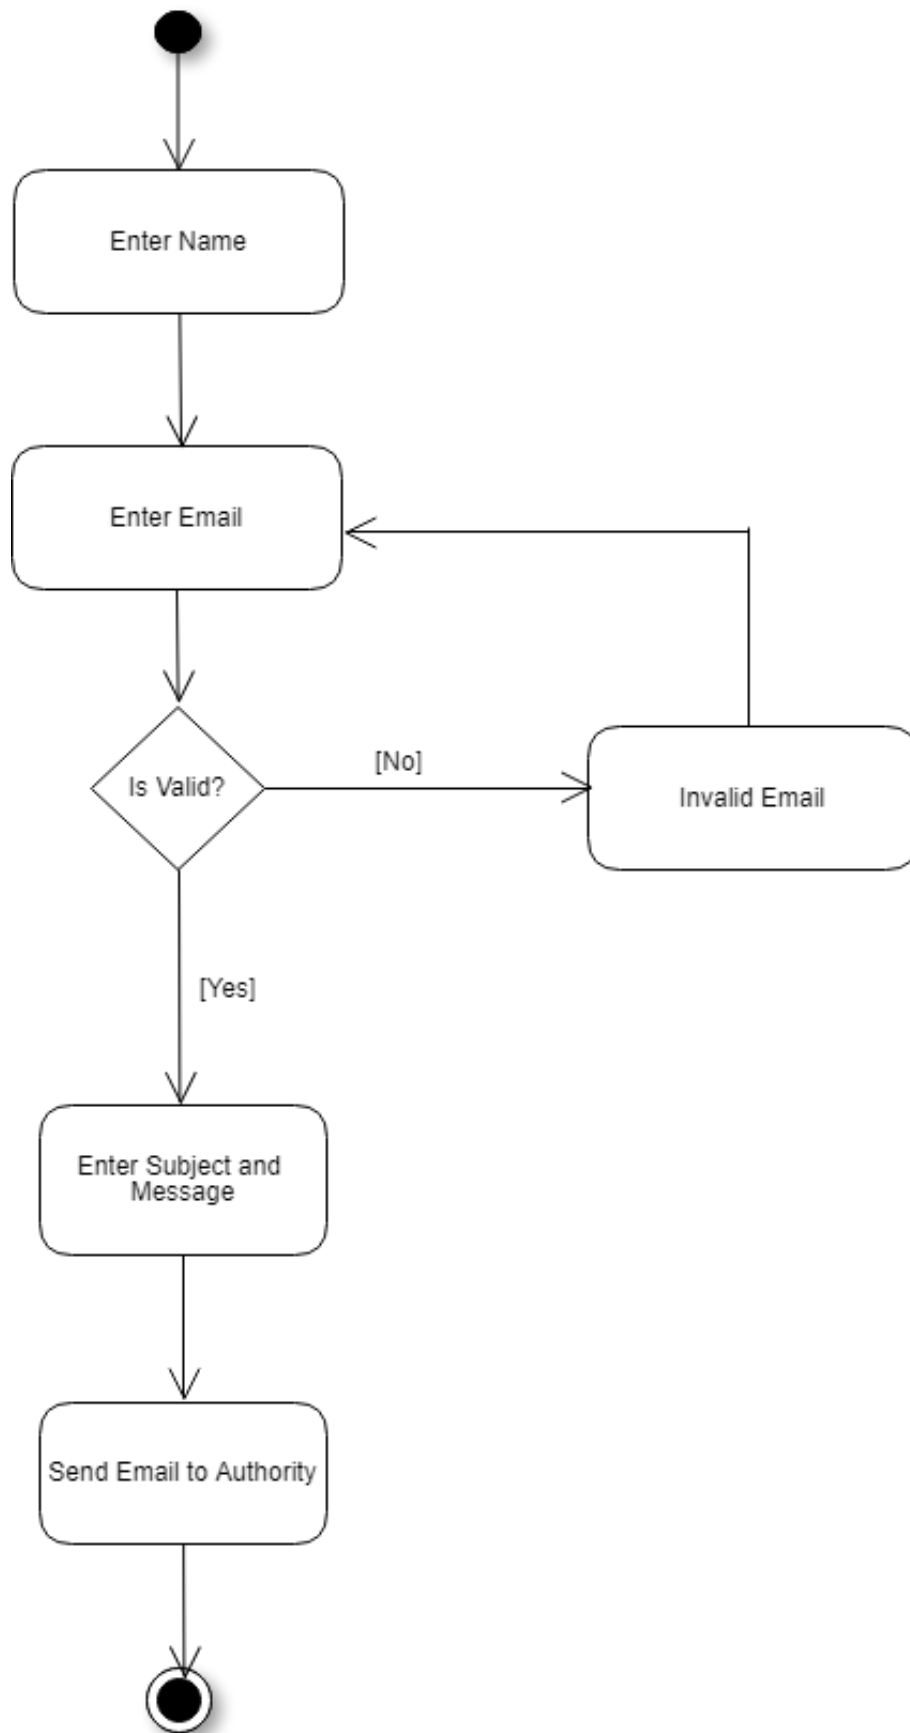 Enter Name
Enter Email
Is Valid?
[No]
Invalid Email
[Yes]
Enter Subject and
Message
Send Email to Authority